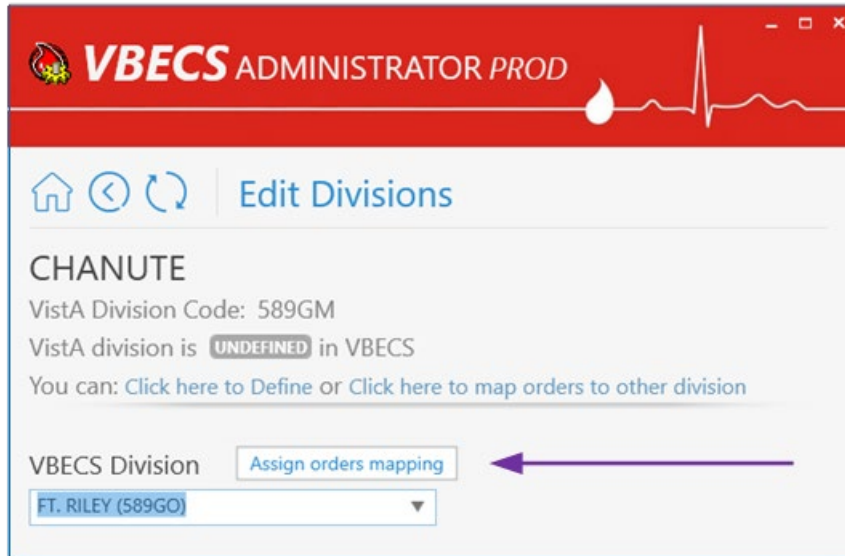 VBECS ADMINISTRATOR PROD
Edit Divisions
CHANUTE
VistA Division Code: 589GM
VistA division is UNDEFINED in VBECS
You can: Click here to Define or Click here to map orders to other division
VBECS Division Assign orders mapping
FT. RILEY (589GO)